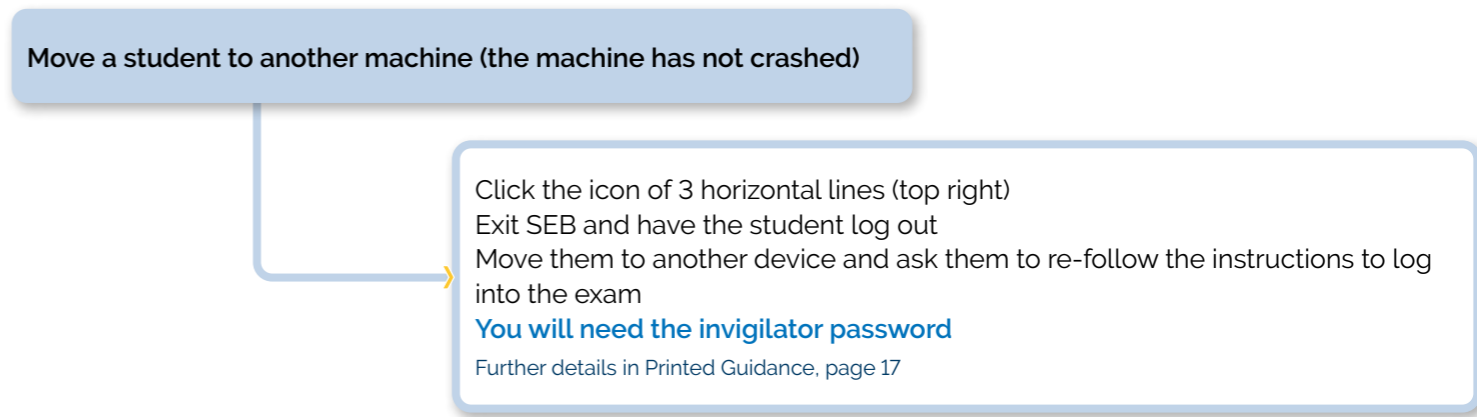 Move a student to another machine (the machine has not crashed)
Click the icon of 3 horizontal lines (top right)
Exit SEB and have the student log out
Move them to another device and ask them to re-follow the instructions to log
into the exam
You will need the invigilator password
Further details in Printed Guidance, page 17